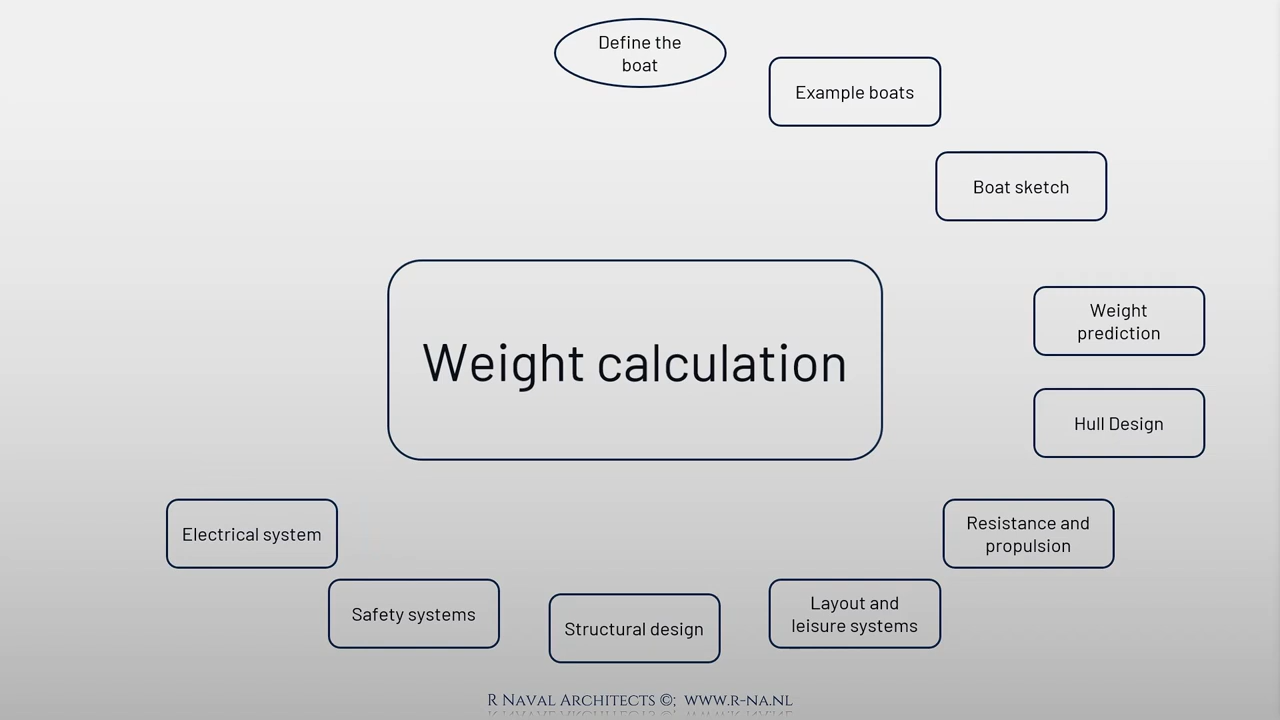 Define the
boat
Example boats
Boat sketch
Weight
prediction
Weight calculation
Hull Design
Electrical system
Resistance and
propulsion
Safety systems
Structural design
Layout and
leisure systems
R Naval Architects ©; www.r-na.nl